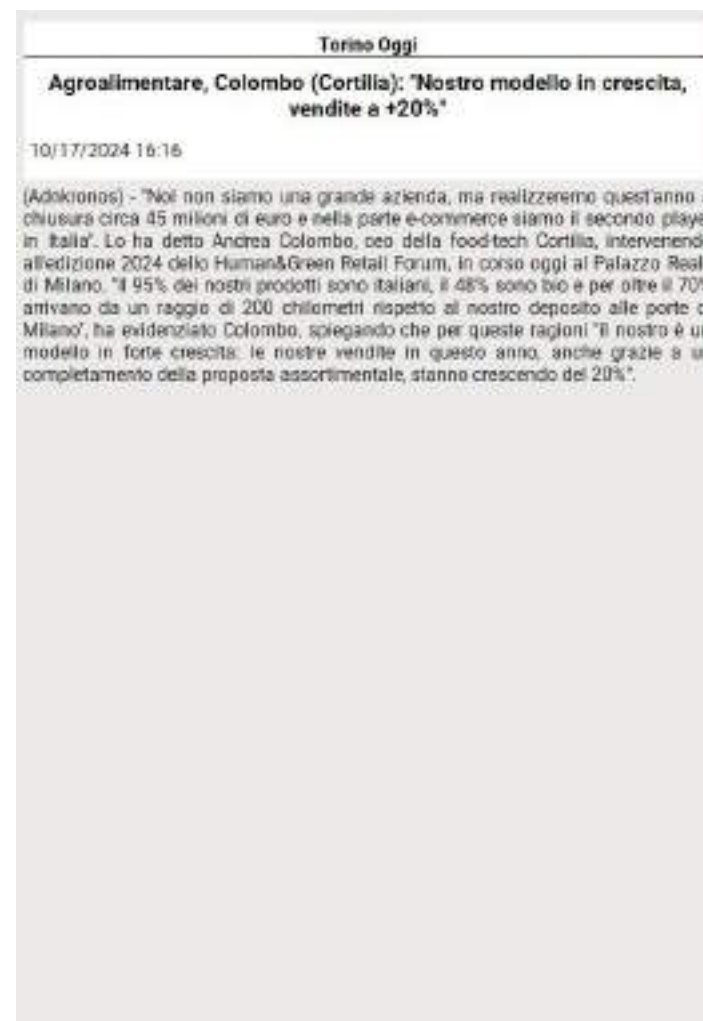 Torino Oggi
Agroalimentare, Colombo (Cortilia): "Nostro modello in crescita,
vendite a +20%"
10/17/2024 16:16
(Adnkronos) - "Noi non siamo una grande azienda, ma realizzeremo quest'anno a
chiusura circa 45 milioni di euro e nella parte e-commerce siamo il secondo playe
in Italia". Lo ha detto Andrea Colombo, ceo della food-tech Cortilia, intervenend
all'edizione 2024 dello Human&Green Retail Forum, in corso oggi al Palazzo Real
di Milano. "Il 95% dei nostri prodotti sono italiani, il 48% sono bio e per oltre il 70%
arrivano da un raggio di 200 chilometri rispetto al nostro deposito alle porte d
Milano", ha evidenziato Colombo, spiegando che per queste ragioni "il nostro è un
modello in forte crescita: le nostre vendite in questo anno, anche grazie a un
completamento della proposta assortimentale, stanno crescendo del 20%".